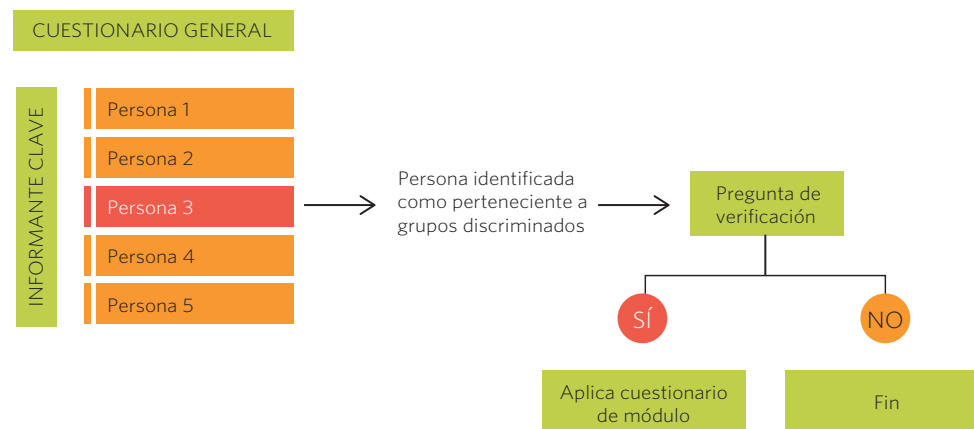 CUESTIONARIO GENERAL
INFORMANTE CLAVE
Persona 1
Persona 2
Persona 3
Persona 4
Persona 5
Persona identificada
como perteneciente a
grupos discriminados
Pregunta de
verificación
SÍ
NO
Aplica cuestionario
de módulo
Fin